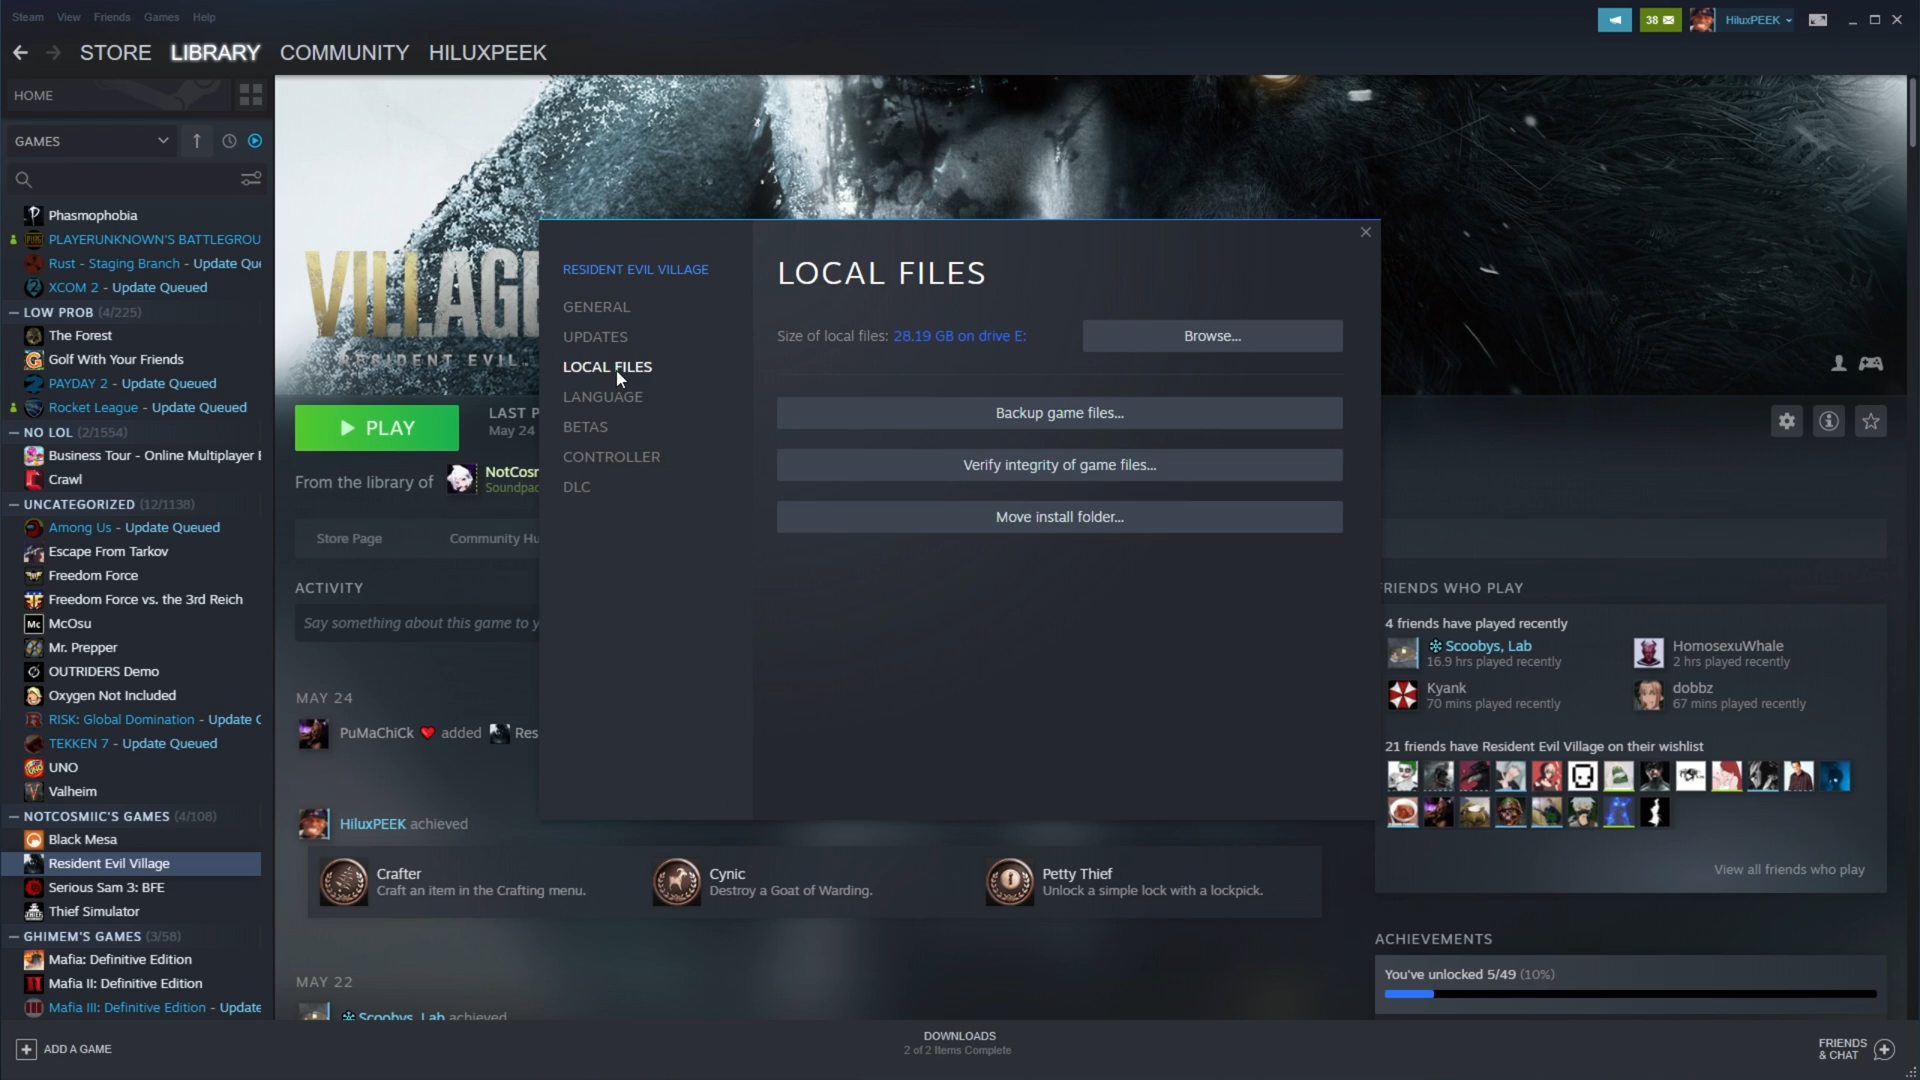 Steam View Friends Games Help
38
HiluxPEEK
STORE LIBRARY COMMUNITY HILUXPEEK
HOME
GAMES
Phasmophobia
PLAYERUNKNOWN'S BATTLEGROU
Rust - Staging Branch - Update Que
XCOM 2 - Update Queued
— LOW PROB (4/225)
The Forest
Golf With Your Friends
PAYDAY 2 - Update Queued
Rocket League - Update Queued
— NO LOL (2/1554)
Business Tour - Online Multiplayer
Crawl
— UNCATEGORIZED (12/1138)
Among Us - Update Queued
Escape From Tarkov
Freedom Force
Freedom Force vs. the 3rd Reich
McOsu
Mr. Prepper
OUTRIDERS Demo
Oxygen Not Included
RISK: Global Domination - Update
TEKKEN 7 - Update Queued
UNO
Valheim
— NOTCOSMIIC'S GAMES (4/108)
Black Mesa
Resident Evil Village
Serious Sam 3: BFE
Thief Simulator
— GHIMEM'S GAMES (3/58)
Mafia: Definitive Edition
Mafia II: Definitive Edition
Mafia III: Definitive Edition - Update
ADD A GAME
VILLAGE
RESIDENT EVIL
PLAY
LAST P
May 24
From the library of
NotCosm
Soundpad
Store Page
Community Hu
ACTIVITY
Say something about this game to y
MAY 24
PuMaChiCk added Res
HiluxPEEK achieved
Crafter
Craft an item in the Crafting menu.
Cynic
Destroy a Goat of Warding.
Petty Thief
Unlock a simple lock with a lockpick.
MAY 22
Scoobys, Lab achieved
RESIDENT EVIL VILLAGE
GENERAL
UPDATES
LOCAL FILES
LANGUAGE
BETAS
CONTROLLER
DLC
LOCAL FILES
Size of local files: 28.19 GB on drive E:
Browse...
Backup game files...
Verify integrity of game files...
Move install folder...
FRIENDS WHO PLAY
4 friends have played recently
Scoobys, Lab
16.9 hrs played recently
HomosexuWhale
2 hrs played recently
Kyank
70 mins played recently
dobbz
67 mins played recently
21 friends have Resident Evil Village on their wishlist
View all friends who play
ACHIEVEMENTS
You've unlocked 5/49 (10%)
DOWNLOADS
2 of 2 Items Complete
FRIENDS
& CHAT